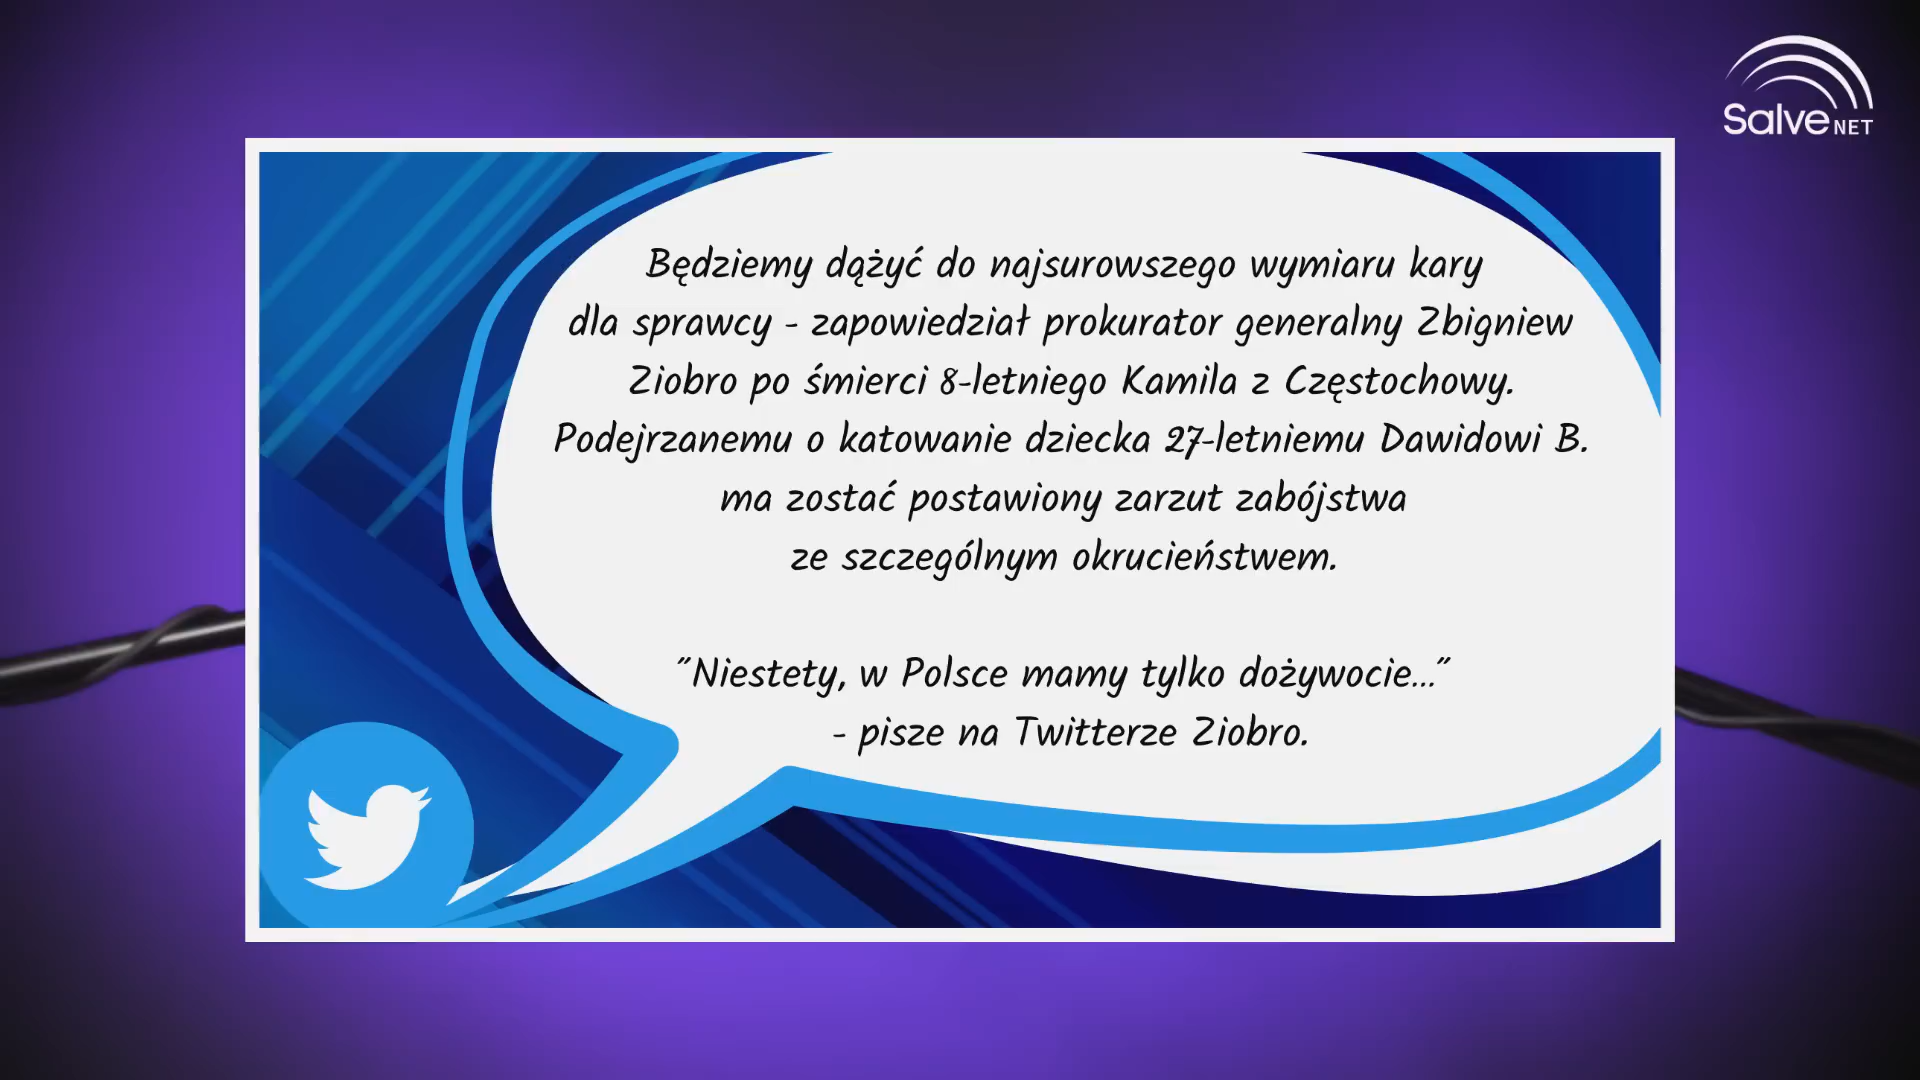 Salve NET
Będziemy dążyć do najsurowszego wymiaru kary
dla sprawcy - zapowiedział prokurator generalny Zbigniew
Ziobro po śmierci 8-letniego Kamila z Częstochowy.
Podejrzanemu o katowanie dziecka 27-letniemu Dawidowi B.
ma zostać postawiony zarzut zabójstwa
ze szczególnym okrucieństwem.
"Niestety, w Polsce mamy tylko dożywocie..."
- pisze na Twitterze Ziobro.